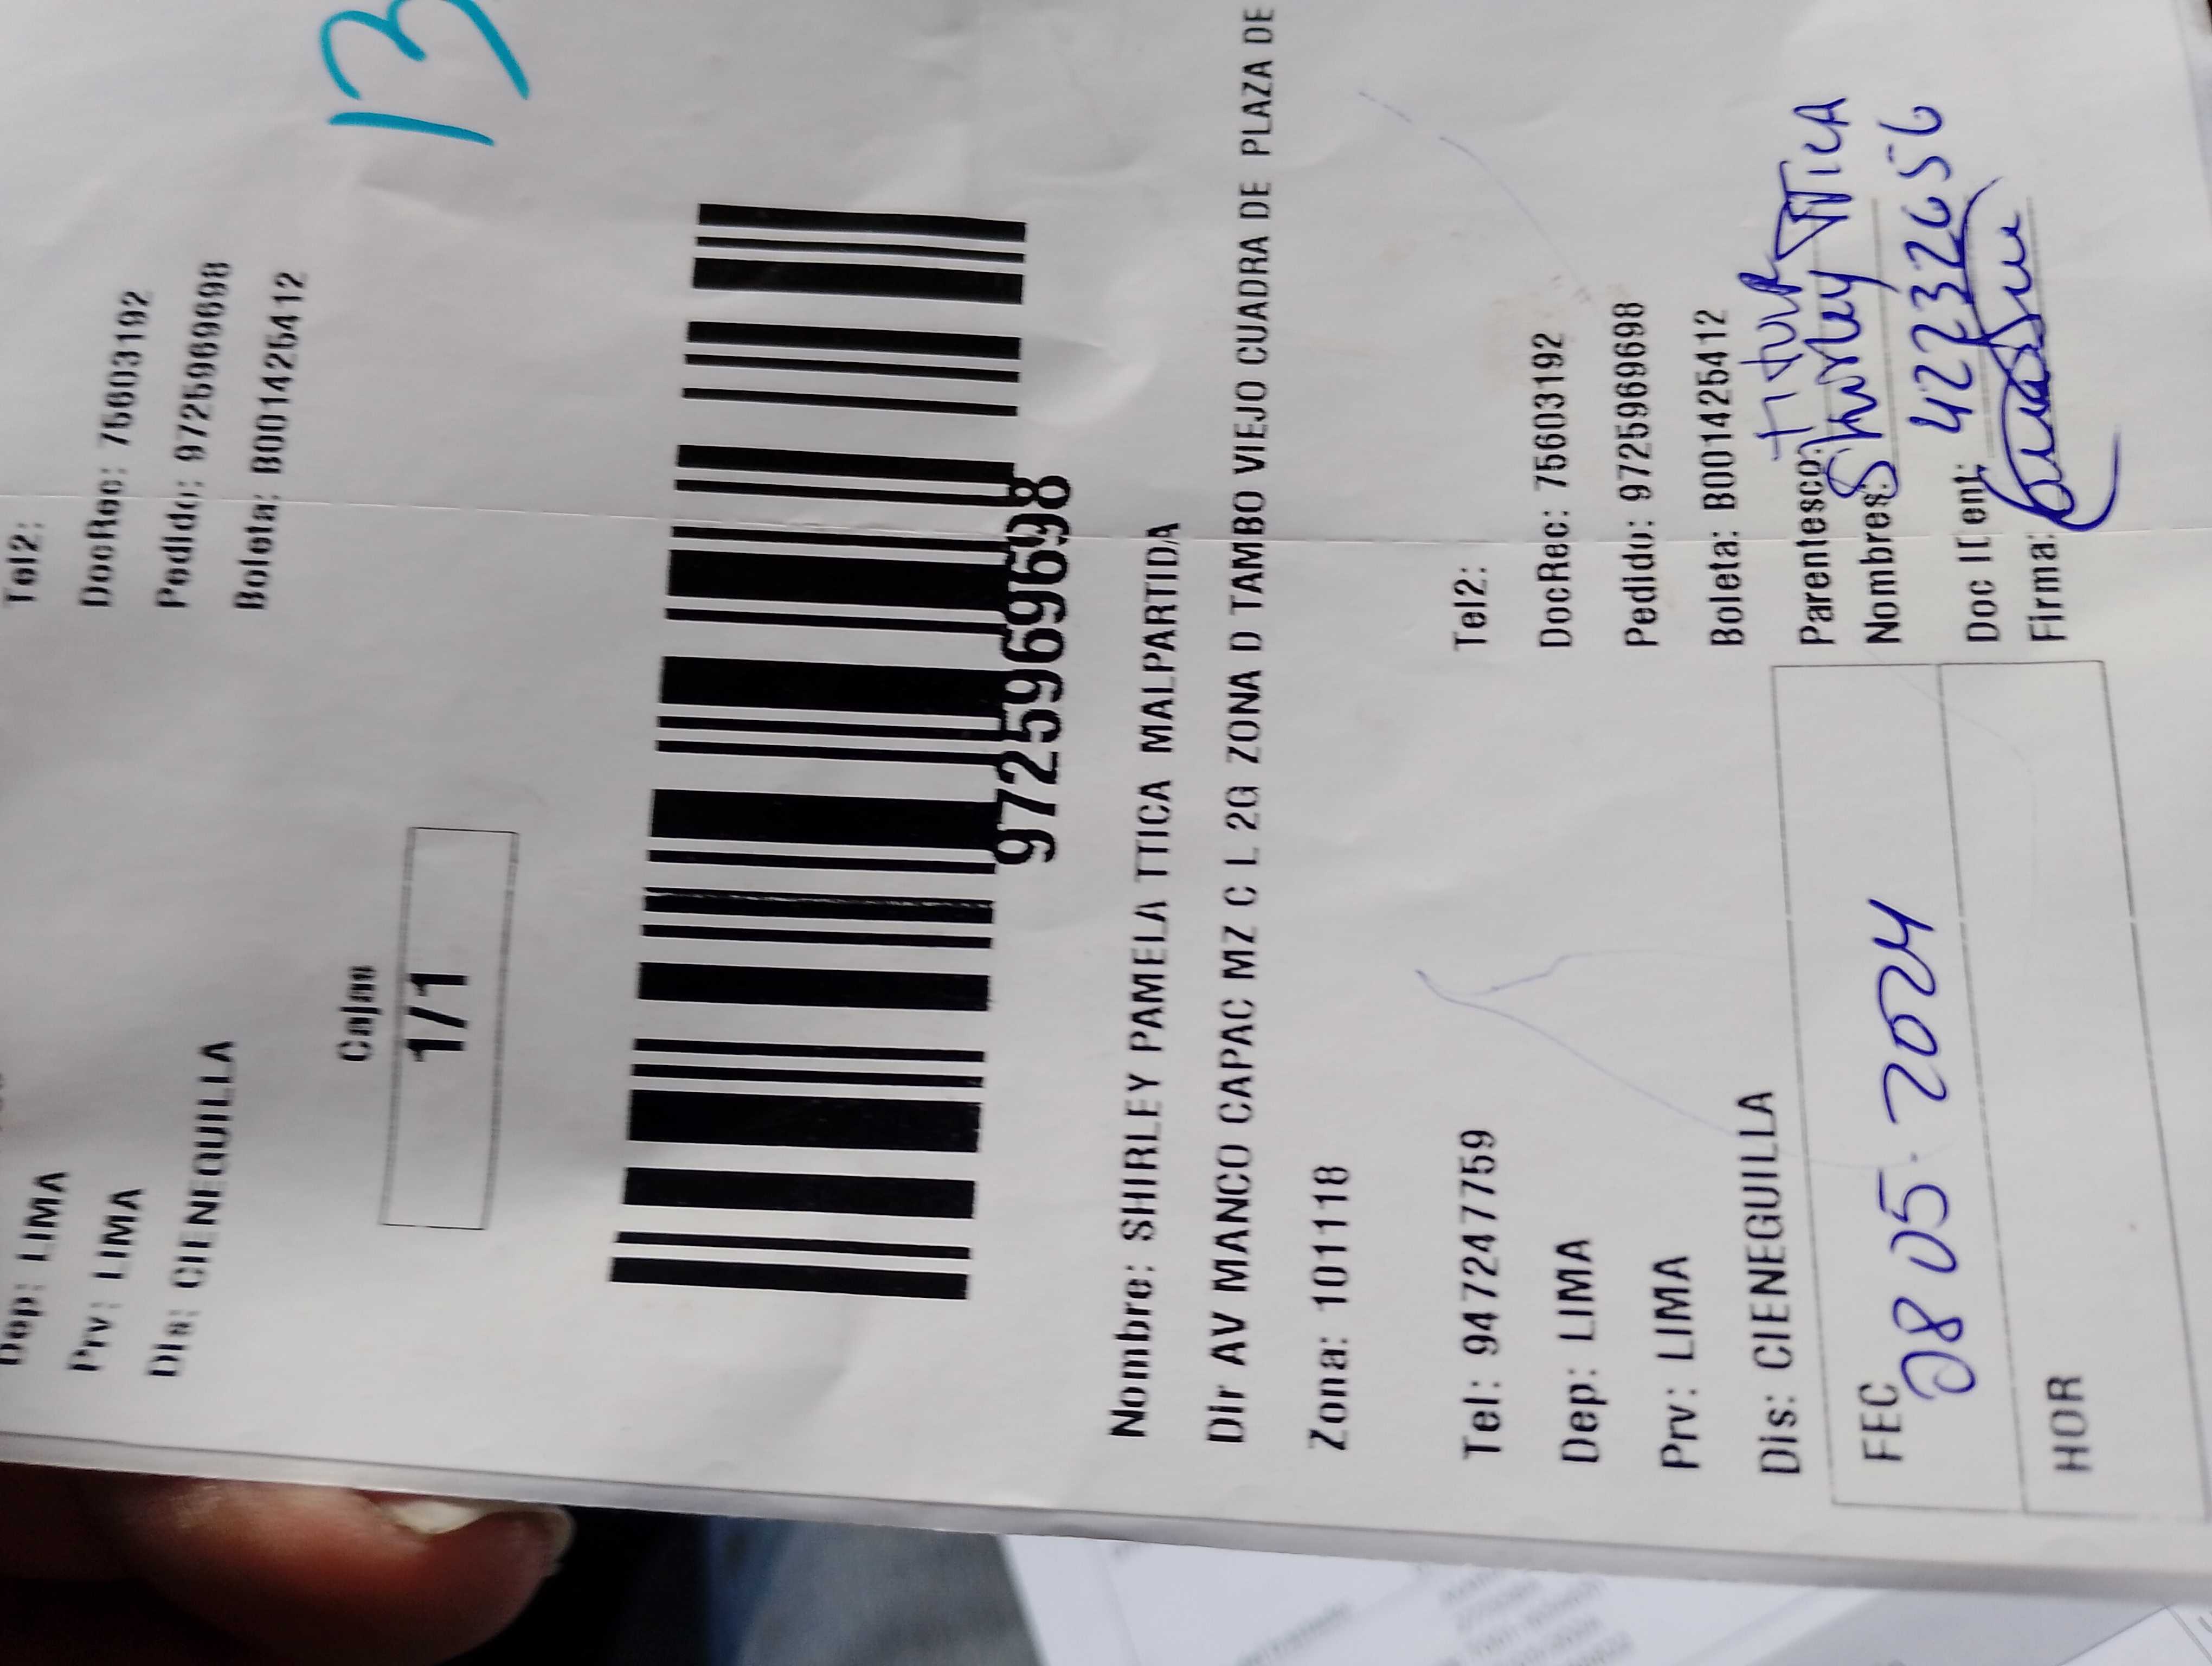 Dep: LIMA
Prv: LIMA
Dis: CIENEGUILLA
Tel2:
DocRec: 75603192
Pedido: 9725969698
Boleta: B001425412
13
Cajas
1/1
9725969698
Nombre: SHIRLEY PAMELA TTICA MALPARTIDA
Dir AV MANCO CAPAC MZ C L 2G ZONA D TAMBO VIEJO CUADRA DE PLAZA DE
Zona: 101118
Tel: 947247759
Dep: LIMA
Prv: LIMA
Dis: CIENEGUILLA
Tel2:
DocRec: 75603192
Pedido: 9725969698
Boleta: B001425412
Parentesco: titular
Nombres: Shirley TTICA
Doc Ident: 42232656
Firma:
FEC
08 05. 2024
HOR